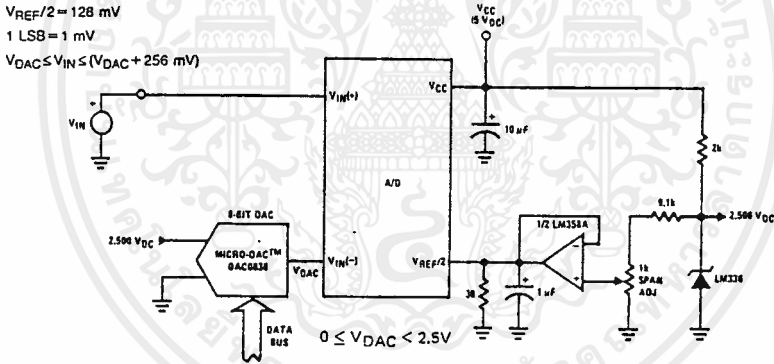 VREF/2 = 128 mV
1 LSB = 1 mV
VDAC ≤ VIN ≤ (VDAC + 256 mV)
VCC
(5 VDC)
VIN(+)
VCC
VIN
10 µF
2k
A/D
8-BIT DAC
9.1k
2.500 VDC
1/2 LM358A
2.500 VDC
MICRO-DAC™
DAC0830
VDAC
VIN(–)
VREF/2
1k
SPAN
ADJ
LM336
1 µF
DATA
BUS
0 ≤ VDAC < 2.5V